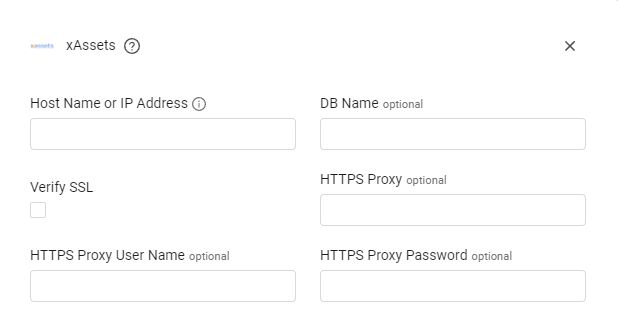 xassets xAssets ?
Host Name or IP Address i
DB Name optional
Verify SSL
HTTPS Proxy optional
HTTPS Proxy User Name optional
HTTPS Proxy Password optional